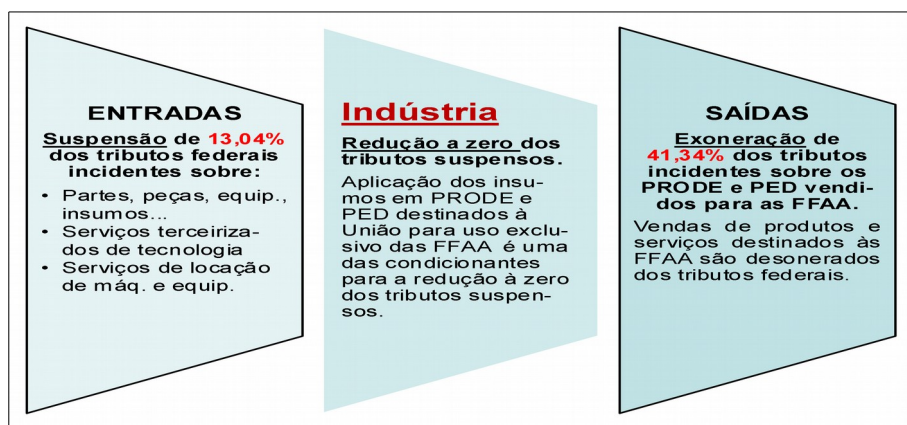 ENTRADAS
Suspensão de 13,04%
dos tributos federais
incidentes sobre:
• Partes, peças, equip.,
insumos...
• Serviços terceiriza-
dos de tecnologia
• Serviços de locação
de máq. e equip.
Indústria
Redução a zero dos
tributos suspensos.
Aplicação dos insu-
mos em PRODE e
PED destinados à
União para uso exclu-
sivo das FFAA é uma
das condicionantes
para a redução à zero
dos tributos suspen-
sos.
SAÍDAS
Exoneração de
41,34% dos tributos
incidentes sobre os
PRODE e PED vendi-
dos para as FFAA.
Vendas de produtos e
serviços destinados às
FFAA são desonerados
dos tributos federais.